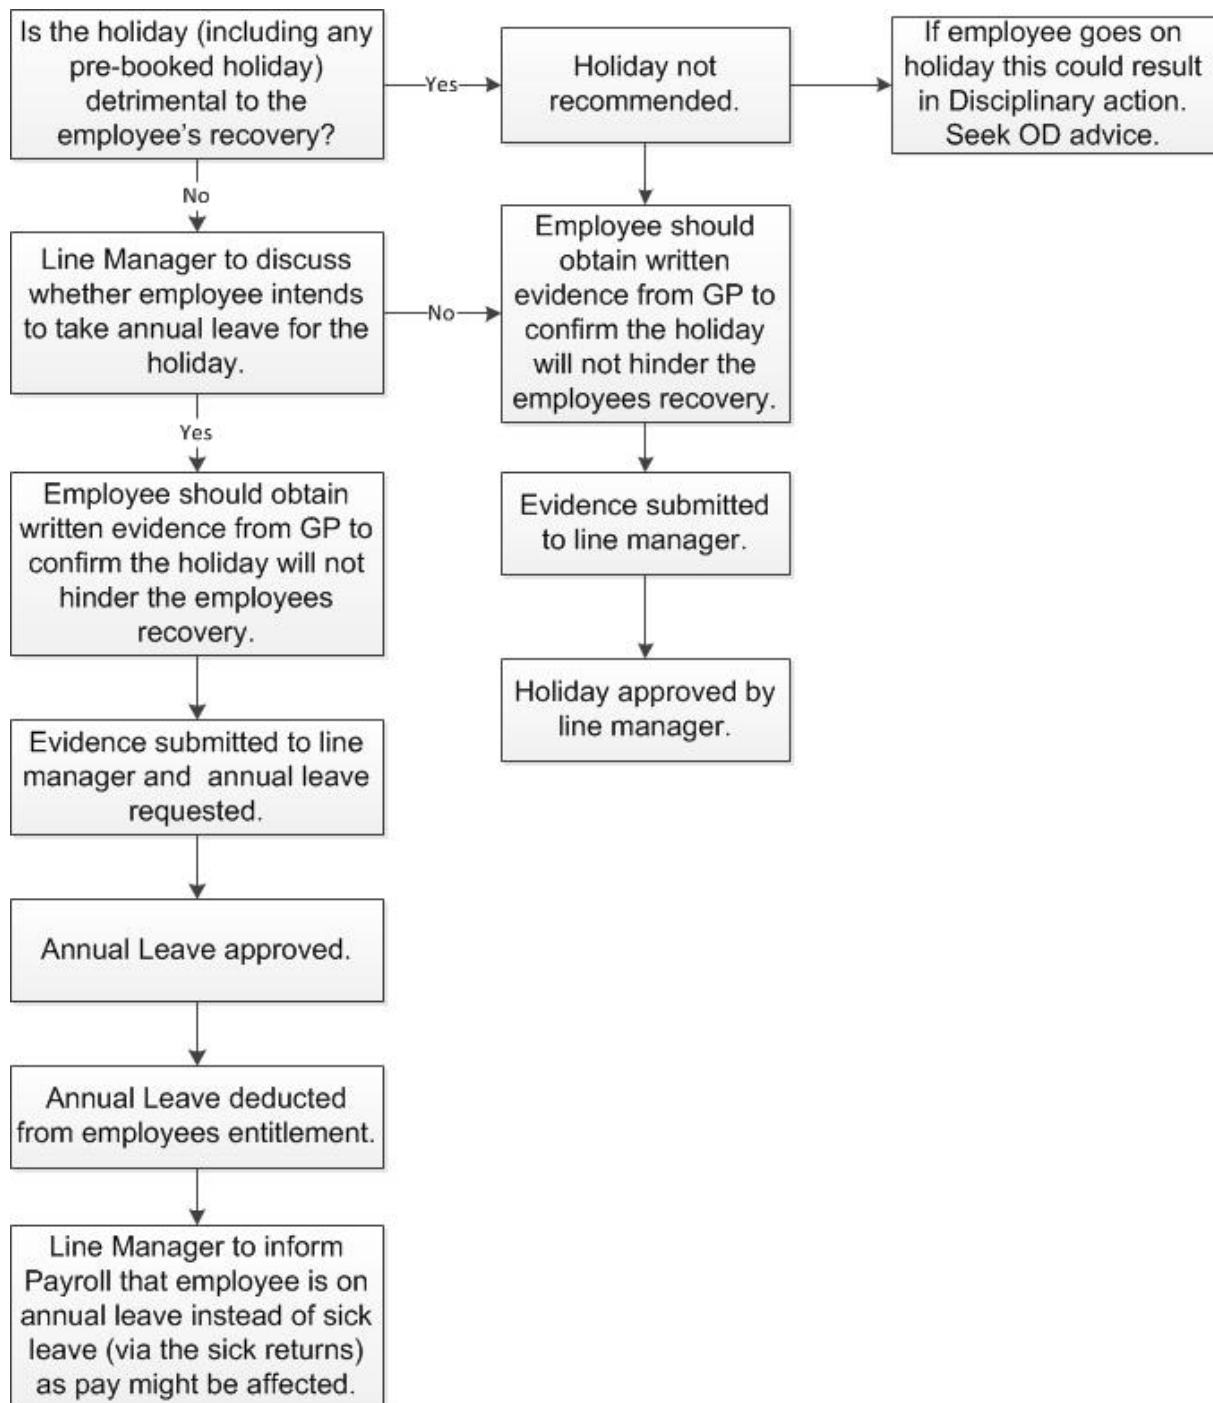 Is the holiday (including any
pre-booked holiday)
detrimental to the
employee's recovery?
Yes
Holiday not
recommended.
If employee goes on
holiday this could result
in Disciplinary action.
Seek OD advice.
No
Line Manager to discuss
whether employee intends
to take annual leave for the
holiday.
No
Employee should
obtain written
evidence from GP to
confirm the holiday
will not hinder the
employees recovery.
Yes
Employee should obtain
written evidence from GP to
confirm the holiday will not
hinder the employees
recovery.
Evidence submitted
to line manager.
Holiday approved by
line manager.
Evidence submitted to line
manager and  annual leave
requested.
Annual Leave approved.
Annual Leave deducted
from employees entitlement.
Line Manager to inform
Payroll that employee is on
annual leave instead of sick
leave (via the sick returns)
as pay might be affected.